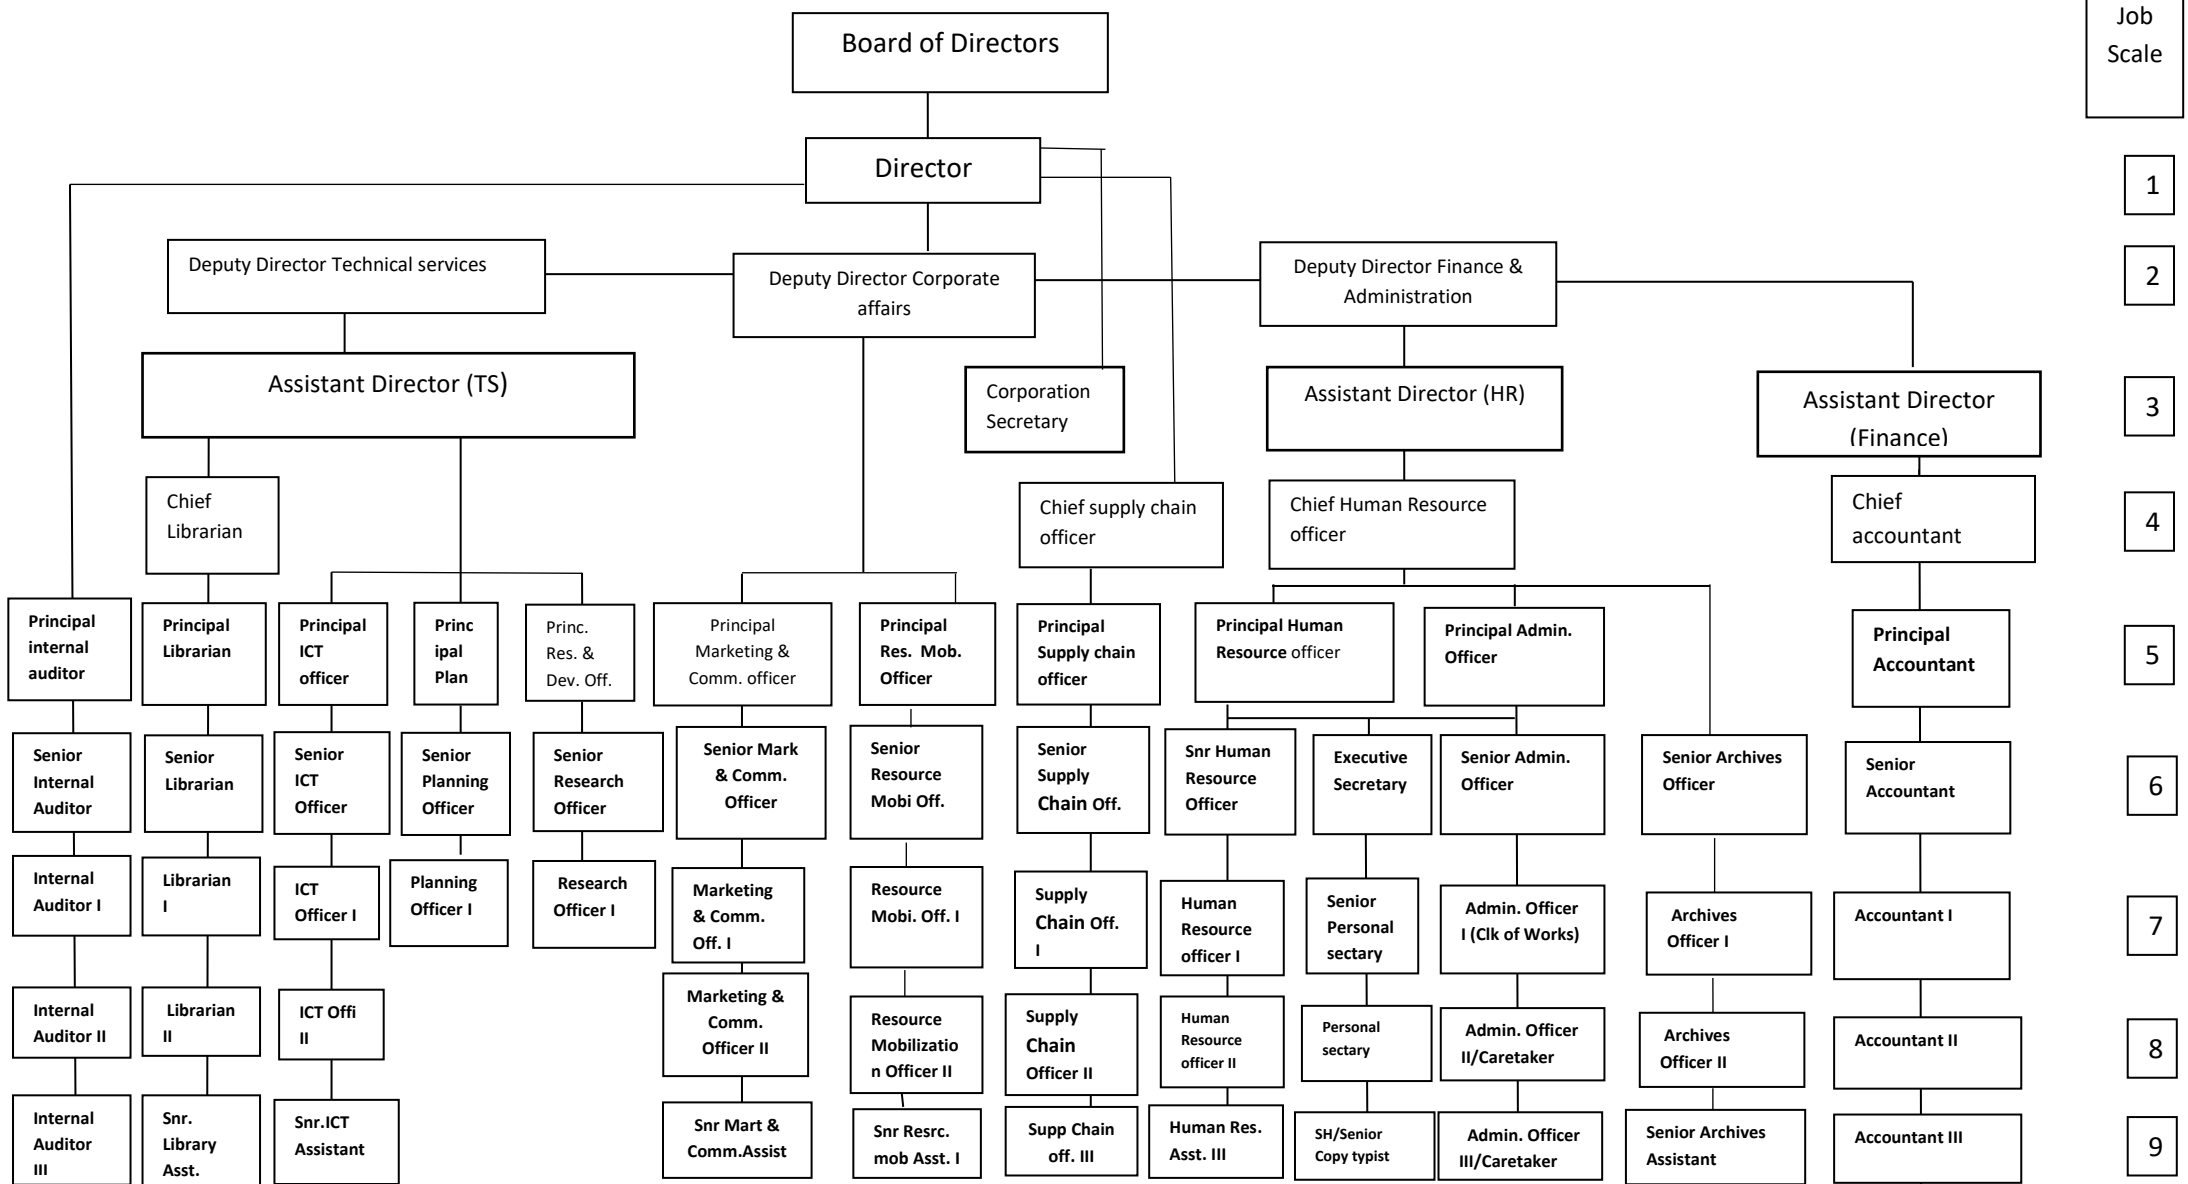 Job
Scale
Board of Directors
Director
1
Deputy Director Technical services
Deputy Director Corporate
affairs
Deputy Director Finance &
Administration
2
Assistant Director (TS)
Corporation
Secretary
Assistant Director (HR)
Assistant Director
(Finance)
3
Chief
Librarian
Chief supply chain
officer
Chief Human Resource
officer
Chief
accountant
4
Principal
internal
auditor
Principal
Librarian
Principal
ICT
officer
Princ
ipal
Plan
Princ.
Res. &
Dev. Off.
Principal
Marketing &
Comm. officer
Principal
Res. Mob.
Officer
Principal
Supply chain
officer
Principal Human
Resource officer
Principal Admin.
Officer
Principal
Accountant
5
Senior
Internal
Auditor
Senior
Librarian
Senior
ICT
Officer
Senior
Planning
Officer
Senior
Research
Officer
Senior Mark
& Comm.
Officer
Senior
Resource
Mobi Off.
Senior
Supply
Chain Off.
Snr Human
Resource
Officer
Executive
Secretary
Senior Admin.
Officer
Senior Archives
Officer
Senior
Accountant
6
Internal
Auditor I
Librarian
I
ICT
Officer I
Planning
Officer I
Research
Officer I
Marketing
& Comm.
Off. I
Resource
Mobi. Off. I
Supply
Chain Off.
I
Human
Resource
officer I
Senior
Personal
sectary
Admin. Officer
I (Clk of Works)
Archives
Officer I
Accountant I
7
Internal
Auditor II
Librarian
II
ICT Offi
II
Marketing &
Comm.
Officer II
Resource
Mobilizatio
n Officer II
Supply
Chain
Officer II
Human
Resource
officer II
Personal
sectary
Admin. Officer
II/Caretaker
Archives
Officer II
Accountant II
8
Internal
Auditor
III
Snr.
Library
Asst.
Snr.ICT
Assistant
Snr Mart &
Comm.Assist
Snr Resrc.
mob Asst. I
Supp Chain
off. III
Human Res.
Asst. III
SH/Senior
Copy typist
Admin. Officer
III/Caretaker
Senior Archives
Assistant
Accountant III
9